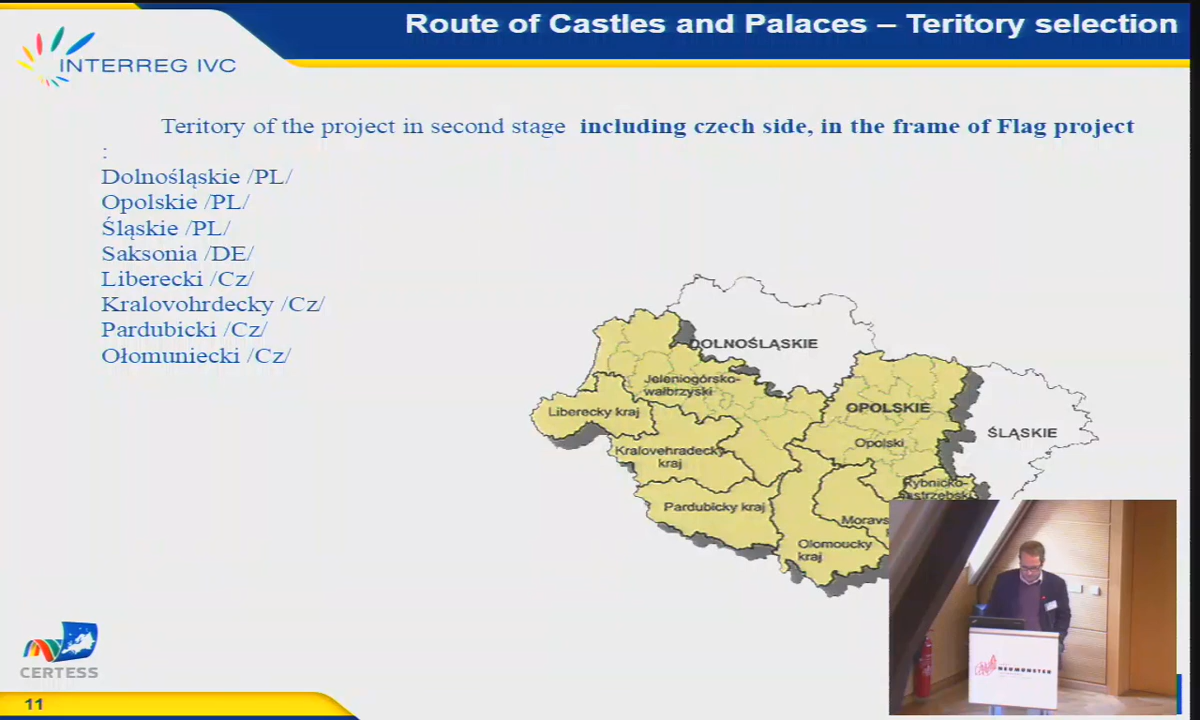 Route of Castles and Palaces – Teritory selection
INTERREG IVC
Teritory of the project in second stage including czech side, in the frame of Flag project
:
Dolnośląskie /PL/
Opolskie /PL/
Śląskie /PL/
Saksonia /DE/
Liberecki /Cz/
Kralovohrdecky /Cz/
Pardubicki /Cz/
Ołomuniecki /Cz/
DOLNOŚLĄSKIE
Jeleniogórsko-
wałbrzyski
Liberecky kraj
OPOLSKIE
ŚLĄSKIE
Opolski
Kralovehradecky
kraj
Rybnicko-
Pardubicky kraj
Moravs
Olomoucky
kraj
NEUMÜNSTER
CERTESS
11